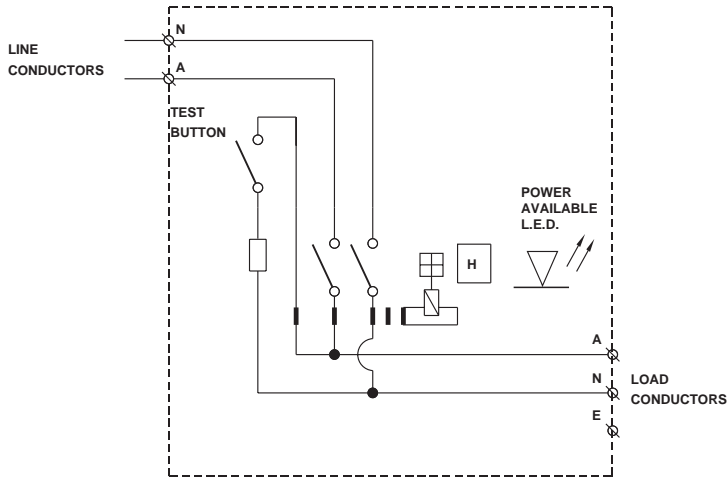 N
LINE
CONDUCTORS
A
TEST
BUTTON
POWER
AVAILABLE
L.E.D.
H
A
N
LOAD
CONDUCTORS
E